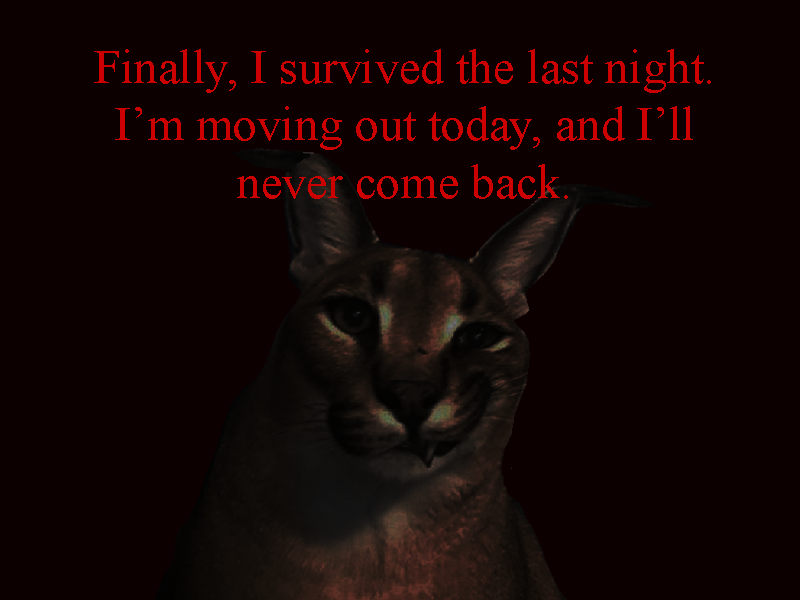 Finally, I survived the last night.
I’m moving out today, and I’ll
never come back.